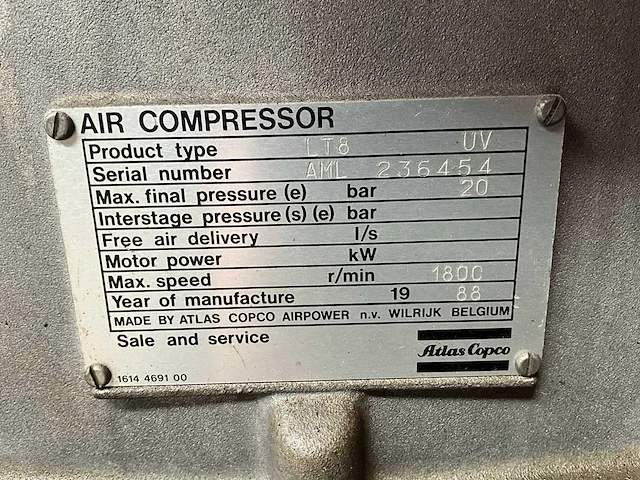 AIR COMPRESSOR
Product type LT8 UV
Serial number AML 236454
Max. final pressure (e) bar 20
Interstage pressure (s) (e) bar
Free air delivery l/s
Motor power kW
Max. speed r/min 1800
Year of manufacture 19 88
MADE BY ATLAS COPCO AIRPOWER n.v. WILRIJK BELGIUM
Sale and service
Atlas Copco
1614 4691 00